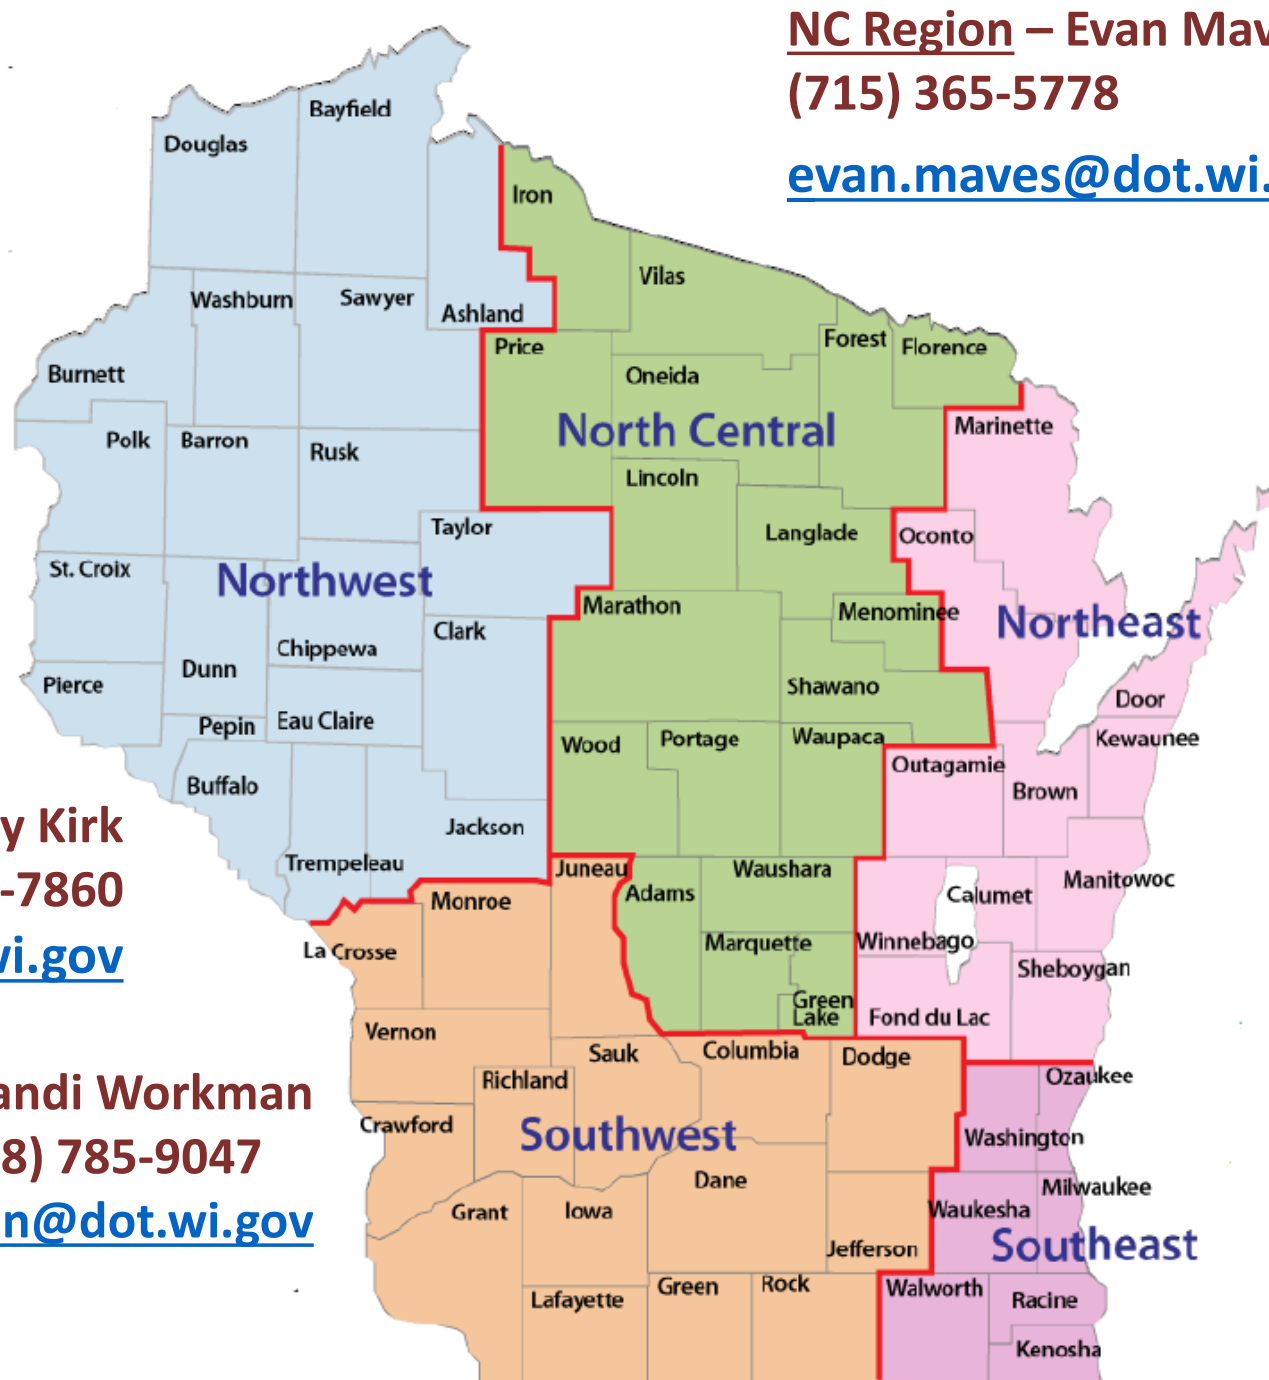 NC Region – Evan Mav
(715) 365-5778
evan.maves@dot.wi.
Bayfield
Douglas
Iron
Vilas
Washburn
Sawyer
Ashland
Price
Forest
Florence
Burnett
Oneida
North Central
Marinette
Polk
Barron
Rusk
Lincoln
Taylor
Langlade
Oconto
St. Croix
Northwest
Marathon
Menominee
Northeast
Clark
Chippewa
Dunn
Pierce
Shawano
Door
Pepin
Eau Claire
Wood
Portage
Waupaca
Kewaunee
Outagamie
Brown
Buffalo
y Kirk
Jackson
Trempeleau
Juneau
Waushara
-7860
Adams
Calumet
Manitowoc
Monroe
La Crosse
Marquette
Winnebago
wi.gov
Sheboygan
Green
Lake
Fond du Lac
Vernon
Sauk
Columbia
Dodge
Richland
Ozaukee
andi Workman
Crawford
Southwest
Washington
8) 785-9047
Dane
Milwaukee
Grant
Iowa
Waukesha
n@dot.wi.gov
Jefferson
Southeast
Lafayette
Green
Rock
Walworth
Racine
Kenosha